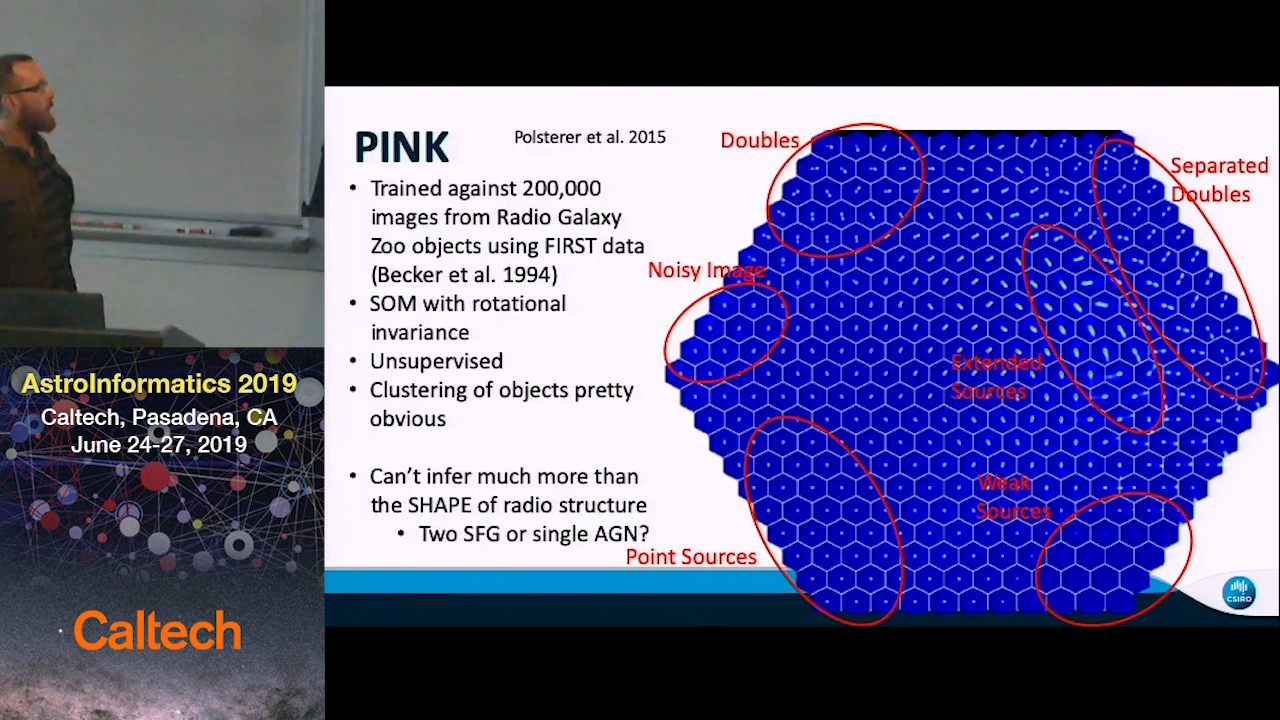 PINK
Polsterer et al. 2015
• Trained against 200,000
images from Radio Galaxy
Zoo objects using FIRST data
(Becker et al. 1994)
• SOM with rotational
invariance
• Unsupervised
• Clustering of objects pretty
obvious
• Can't infer much more than
the SHAPE of radio structure
• Two SFG or single AGN?
Doubles
Separated
Doubles
Noisy Image
Extended
Sources
Weak
Sources
Point Sources
CSIRO
AstroInformatics 2019
Caltech, Pasadena, CA
June 24-27, 2019
Caltech